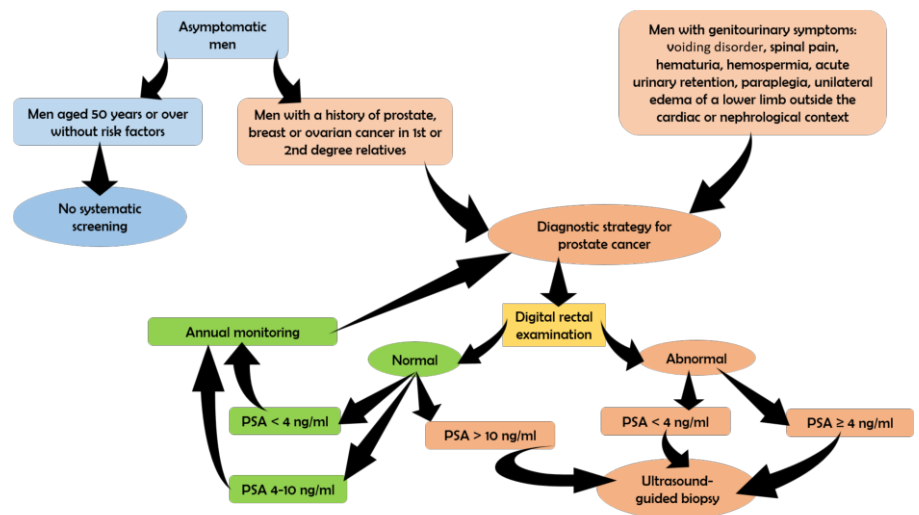 Asymptomatic
men
Men with genitourinary symptoms:
voiding disorder, spinal pain,
hematuria, hemospermia, acute
urinary retention, paraplegia, unilateral
edema of a lower limb outside the
cardiac or nephrological context
Men aged 50 years or over
without risk factors
Men with a history of prostate,
breast or ovarian cancer in 1st or
2nd degree relatives
No systematic
screening
Diagnostic strategy for
prostate cancer
Annual monitoring
Digital rectal
examination
Normal
Abnormal
PSA < 4 ng/ml
PSA > 10 ng/ml
PSA < 4 ng/ml
PSA ≥ 4 ng/ml
PSA 4-10 ng/ml
Ultrasound-
guided biopsy